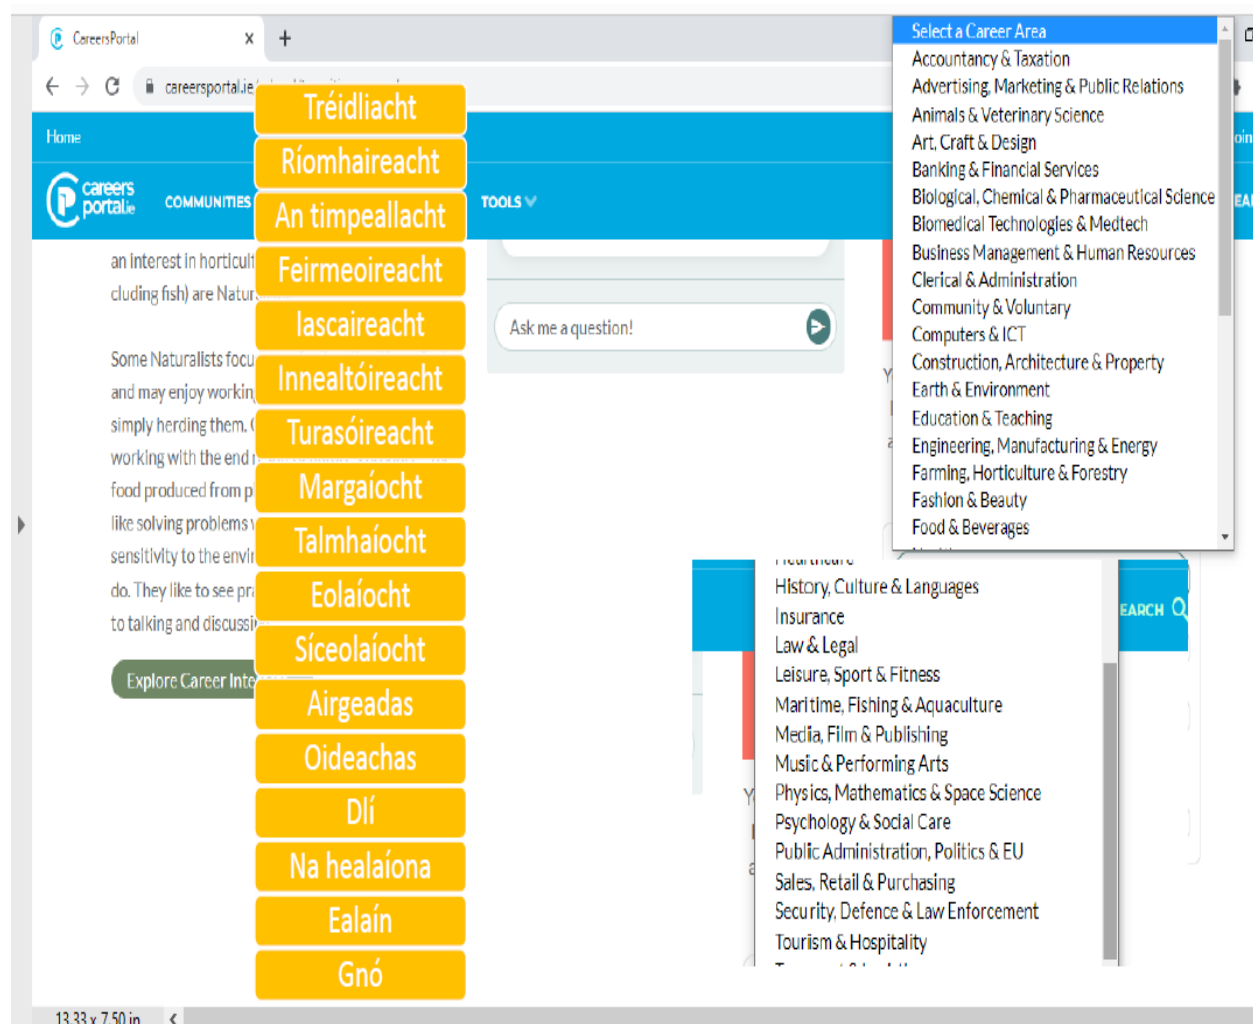 CareersPortal
careersportal.ie/
Home
careers
portal.ie
COMMUNITIES
TOOLS
an interest in
cluding fish) are
Some Naturalists
and may enjoy
simply herding them.
working with the end
food produced from
like solving problems
sensitivity to the
do. They like to see
to talking and
Explore Career
Tréidliacht
Ríomhaireacht
An timpeallacht
Feirmeoireacht
Iascaireacht
Innealtóireacht
Turasóireacht
Margaíocht
Talmhaíocht
Eolaíocht
Síceolaíocht
Airgeadas
Oideachas
Dlí
Na healaíona
Ealaín
Gnó
Ask me a question!
Select a Career Area
Accountancy & Taxation
Advertising, Marketing & Public Relations
Animals & Veterinary Science
Art, Craft & Design
Banking & Financial Services
Biological, Chemical & Pharmaceutical Science
Biomedical Technologies & Medtech
Business Management & Human Resources
Clerical & Administration
Community & Voluntary
Computers & ICT
Construction, Architecture & Property
Earth & Environment
Education & Teaching
Engineering, Manufacturing & Energy
Farming, Horticulture & Forestry
Fashion & Beauty
Food & Beverages
Healthcare
History, Culture & Languages
Insurance
Law & Legal
Leisure, Sport & Fitness
Maritime, Fishing & Aquaculture
Media, Film & Publishing
Music & Performing Arts
Physics, Mathematics & Space Science
Psychology & Social Care
Public Administration, Politics & EU
Sales, Retail & Purchasing
Security, Defence & Law Enforcement
Tourism & Hospitality
EARCH
13.33 x 7.50 in